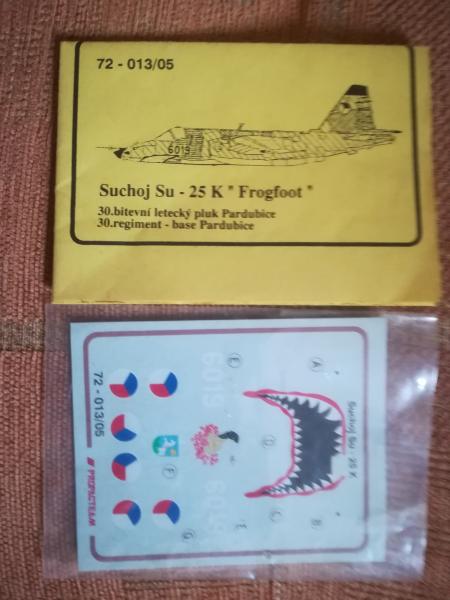 72 - 013/05
6019
Suchoj Su - 25 K " Frogfoot "
30.bitevní letecký pluk Pardubice
30.regiment - base Pardubice
72 - 013/05
PROPAGTEAM
6019
6019
Suchoj Su - 25 K
A
B
C
D
E
E
F
G